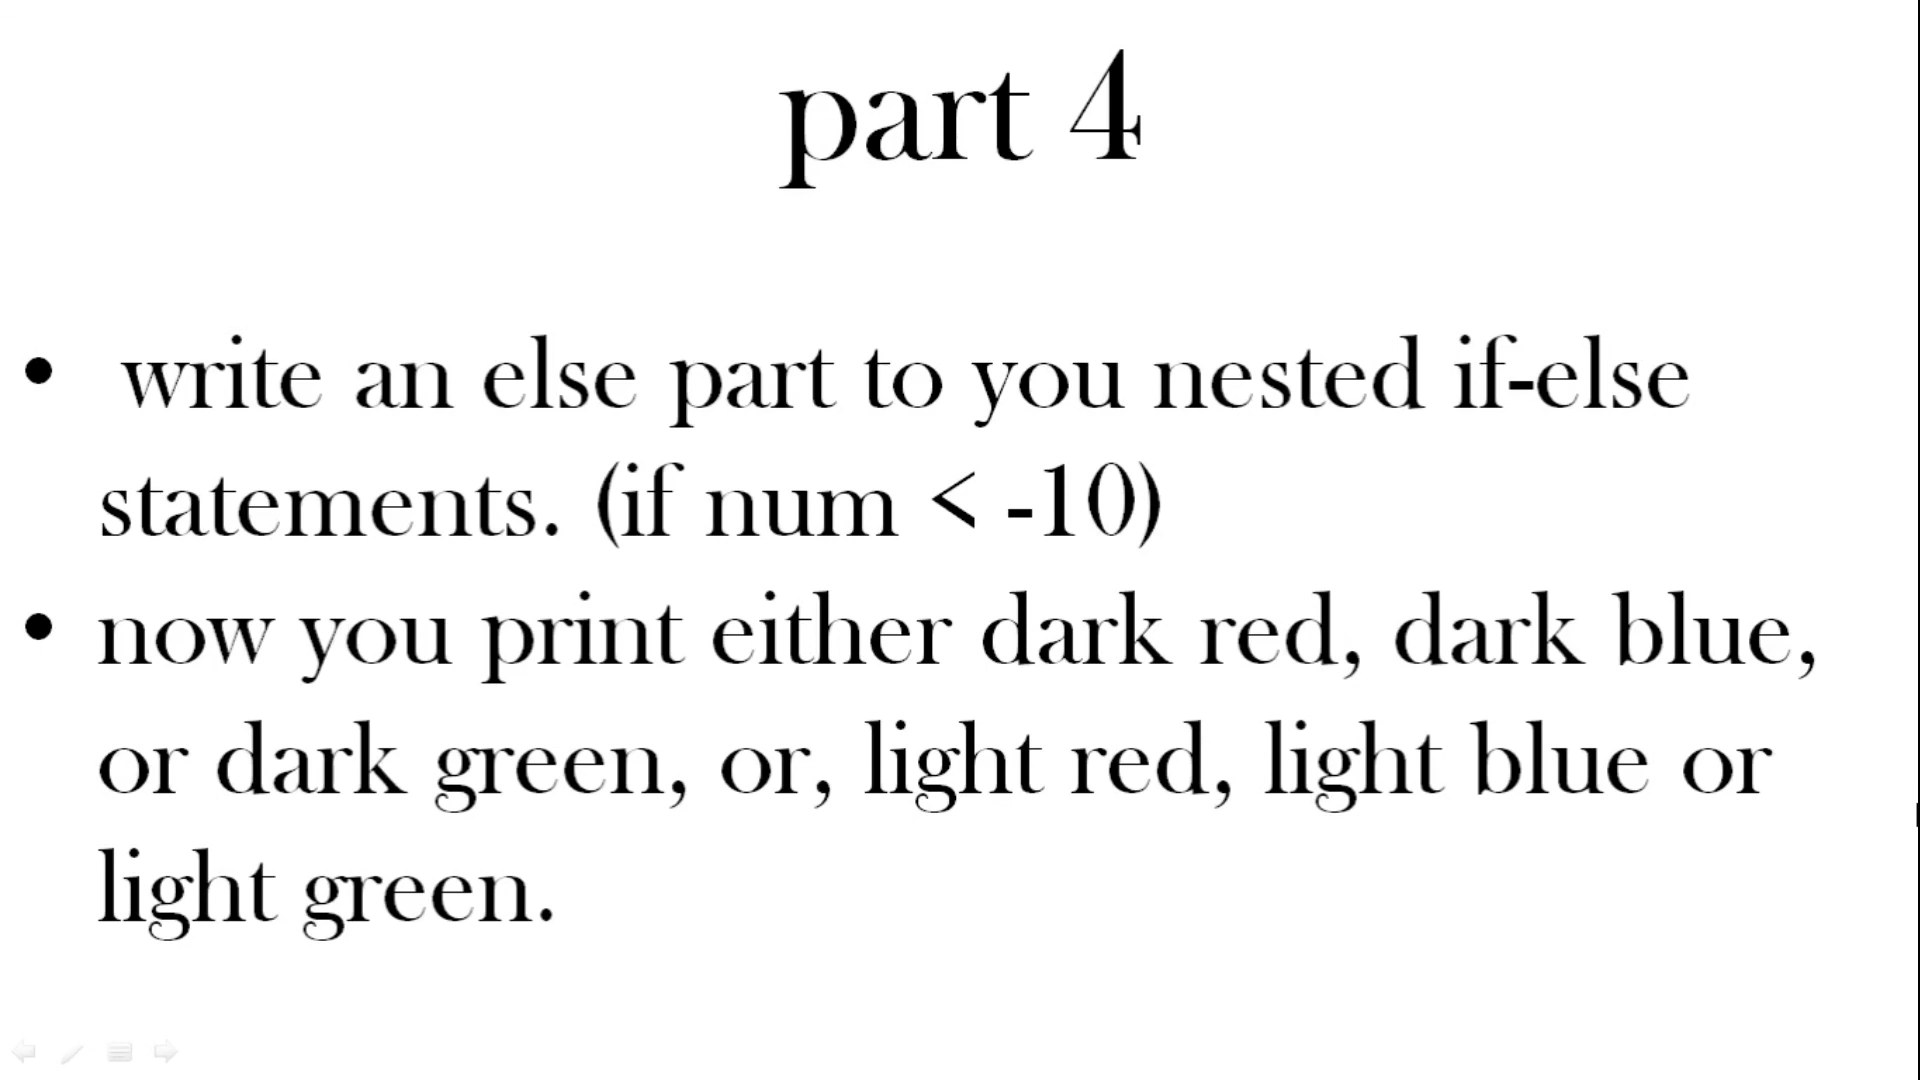 part 4
• write an else part to you nested if-else
statements. (if num < -10)
• now you print either dark red, dark blue,
or dark green, or, light red, light blue or
light green.